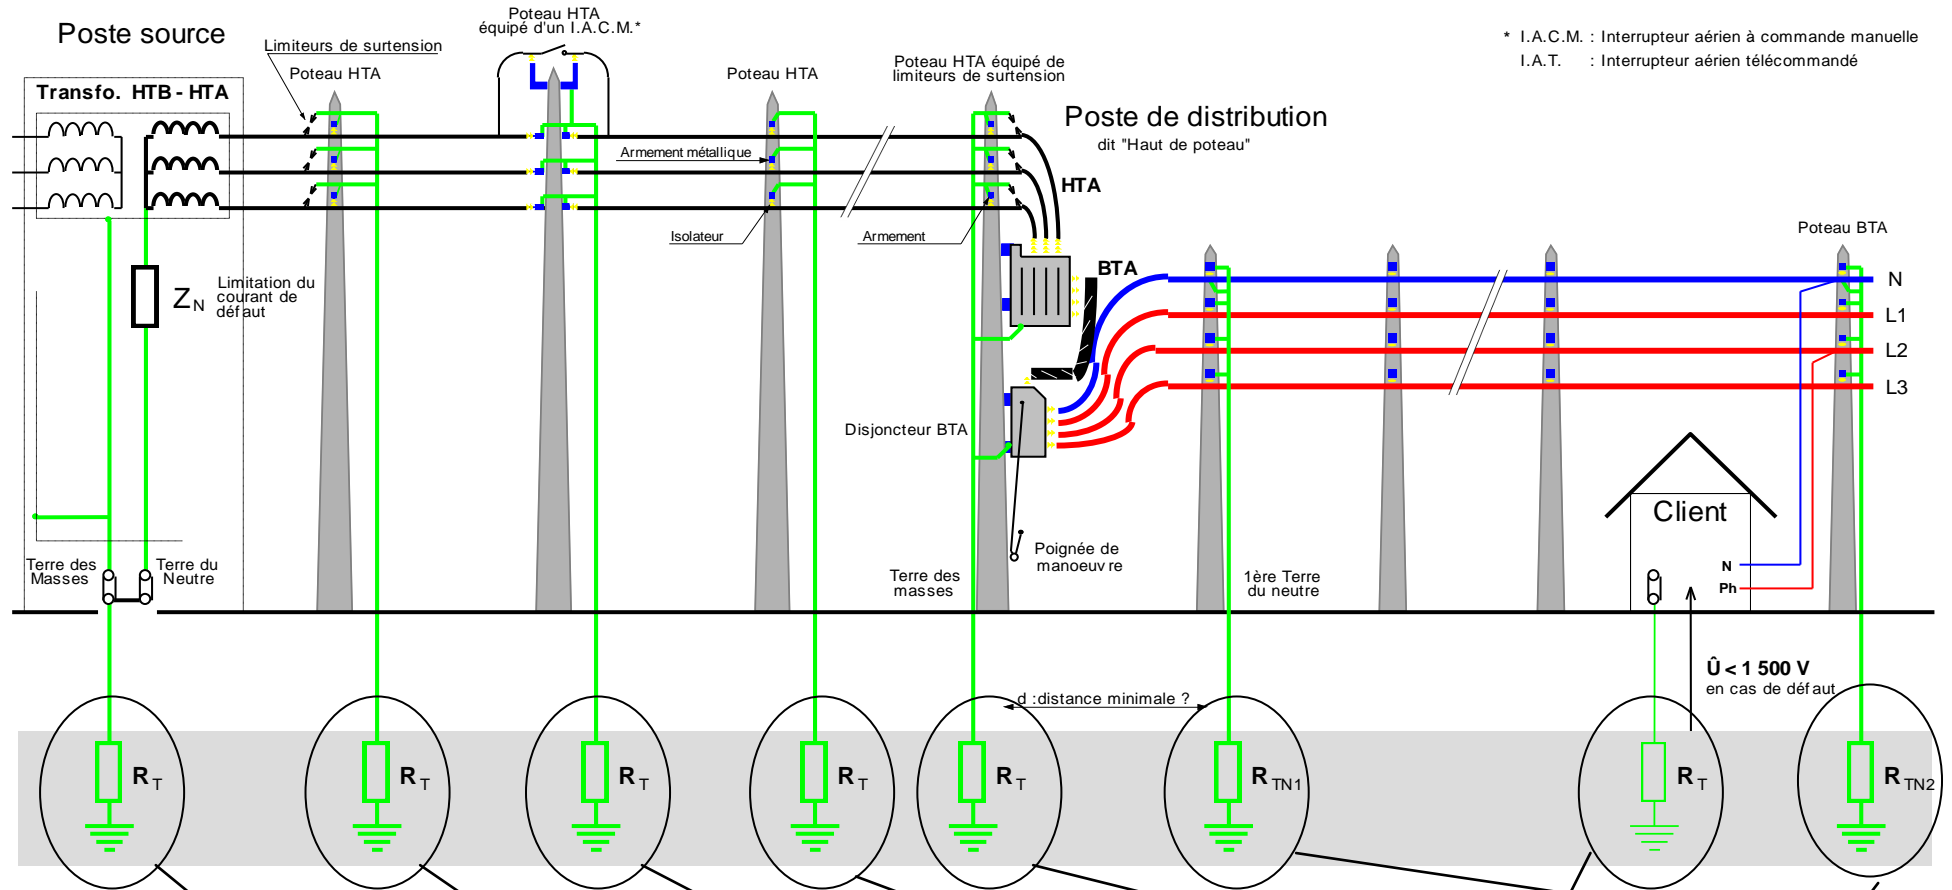 Poste source
Limiteurs de surtension
Poteau HTA
Transfo. HTB - HTA
Poteau HTA
équipé d'un I.A.C.M.*
Poteau HTA
Poteau HTA équipé de
limiteurs de surtension
* I.A.C.M. : Interrupteur aérien à commande manuelle
I.A.T. : Interrupteur aérien télécommandé
Poste de distribution
dit "Haut de poteau"
Armement métallique
HTA
Isolateur
Armement
BTA
Poteau BTA
N
L1
L2
L3
Z N
Limitation du
courant de
défaut
Disjoncteur BTA
Poignée de
manoeuvre
Client
N
Ph
Terre des
Masses
Terre du
Neutre
Terre des
masses
1ère Terre
du neutre
Û < 1 500 V
en cas de défaut
d :distance minimale ?
R T
R T
R T
R T
R T
R TN1
R T
R TN2